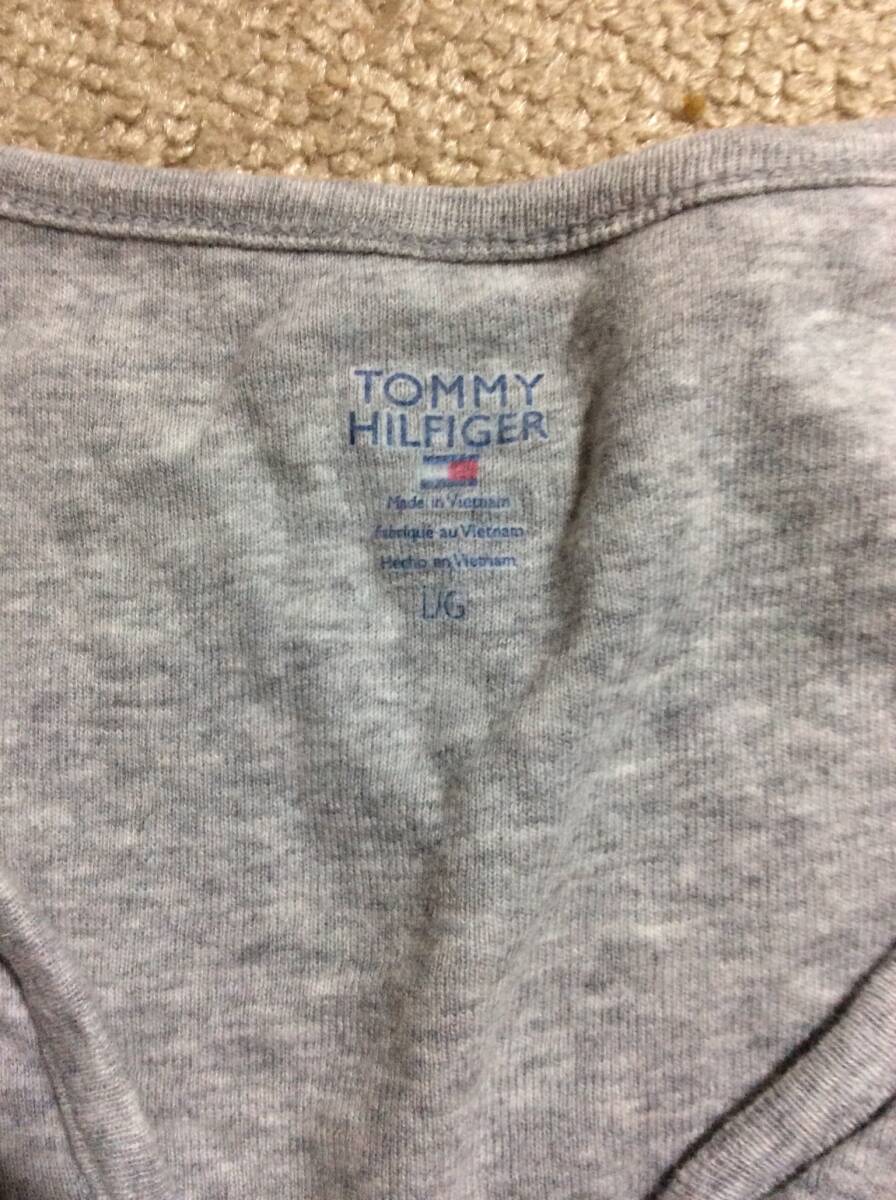 TOMMY
HILFIGER
Made in Vietnam
Fabriqué au Vietnam
Hecho en Vietnam
L/G